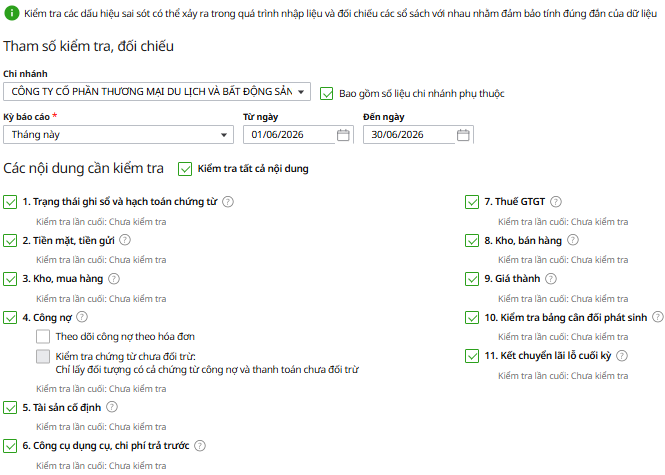 Kiểm tra các dấu hiệu sai sót có thể xảy ra trong quá trình nhập liệu và đối chiếu các sổ sách với nhau nhằm đảm bảo tính đúng đắn của dữ liệu
Tham số kiểm tra, đối chiếu
Chi nhánh
CÔNG TY CỔ PHẦN THƯƠNG MẠI DU LỊCH VÀ BẤT ĐỘNG SẢN
Bao gồm số liệu chi nhánh phụ thuộc
Kỳ báo cáo *
Từ ngày
Đến ngày
Tháng này
01/06/2026
30/06/2026
Các nội dung cần kiểm tra
Kiểm tra tất cả nội dung
1. Trạng thái ghi sổ và hạch toán chứng từ
Kiểm tra lần cuối: Chưa kiểm tra
2. Tiền mặt, tiền gửi
Kiểm tra lần cuối: Chưa kiểm tra
3. Kho, mua hàng
Kiểm tra lần cuối: Chưa kiểm tra
4. Công nợ
Theo dõi công nợ theo hóa đơn
Kiểm tra chứng từ chưa đối trừ:
Chỉ lấy đối tượng có cả chứng từ công nợ và thanh toán chưa đối trừ
Kiểm tra lần cuối: Chưa kiểm tra
5. Tài sản cố định
Kiểm tra lần cuối: Chưa kiểm tra
6. Công cụ dụng cụ, chi phí trả trước
Kiểm tra lần cuối: Chưa kiểm tra
7. Thuế GTGT
Kiểm tra lần cuối: Chưa kiểm tra
8. Kho, bán hàng
Kiểm tra lần cuối: Chưa kiểm tra
9. Giá thành
Kiểm tra lần cuối: Chưa kiểm tra
10. Kiểm tra bảng cân đối phát sinh
Kiểm tra lần cuối: Chưa kiểm tra
11. Kết chuyển lãi lỗ cuối kỳ
Kiểm tra lần cuối: Chưa kiểm tra